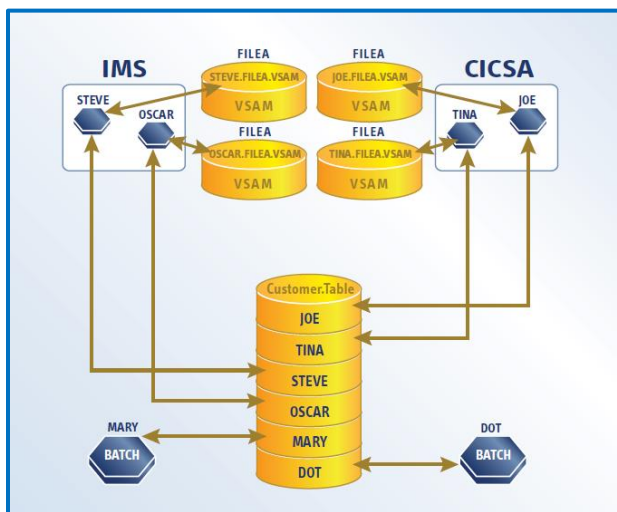 FILEA
FILEA
IMS
STEVE.FILEA.VSAM
JOE.FILEA.VSAM
CICSA
STEVE
VSAM
VSAM
JOE
OSCAR
TINA
FILEA
FILEA
OSCAR.FILEA.VSAM
TINA.FILEA.VSAM
VSAM
VSAM
Customer.Table
JOE
TINA
STEVE
OSCAR
MARY
MARY
DOT
BATCH
BATCH
DOT